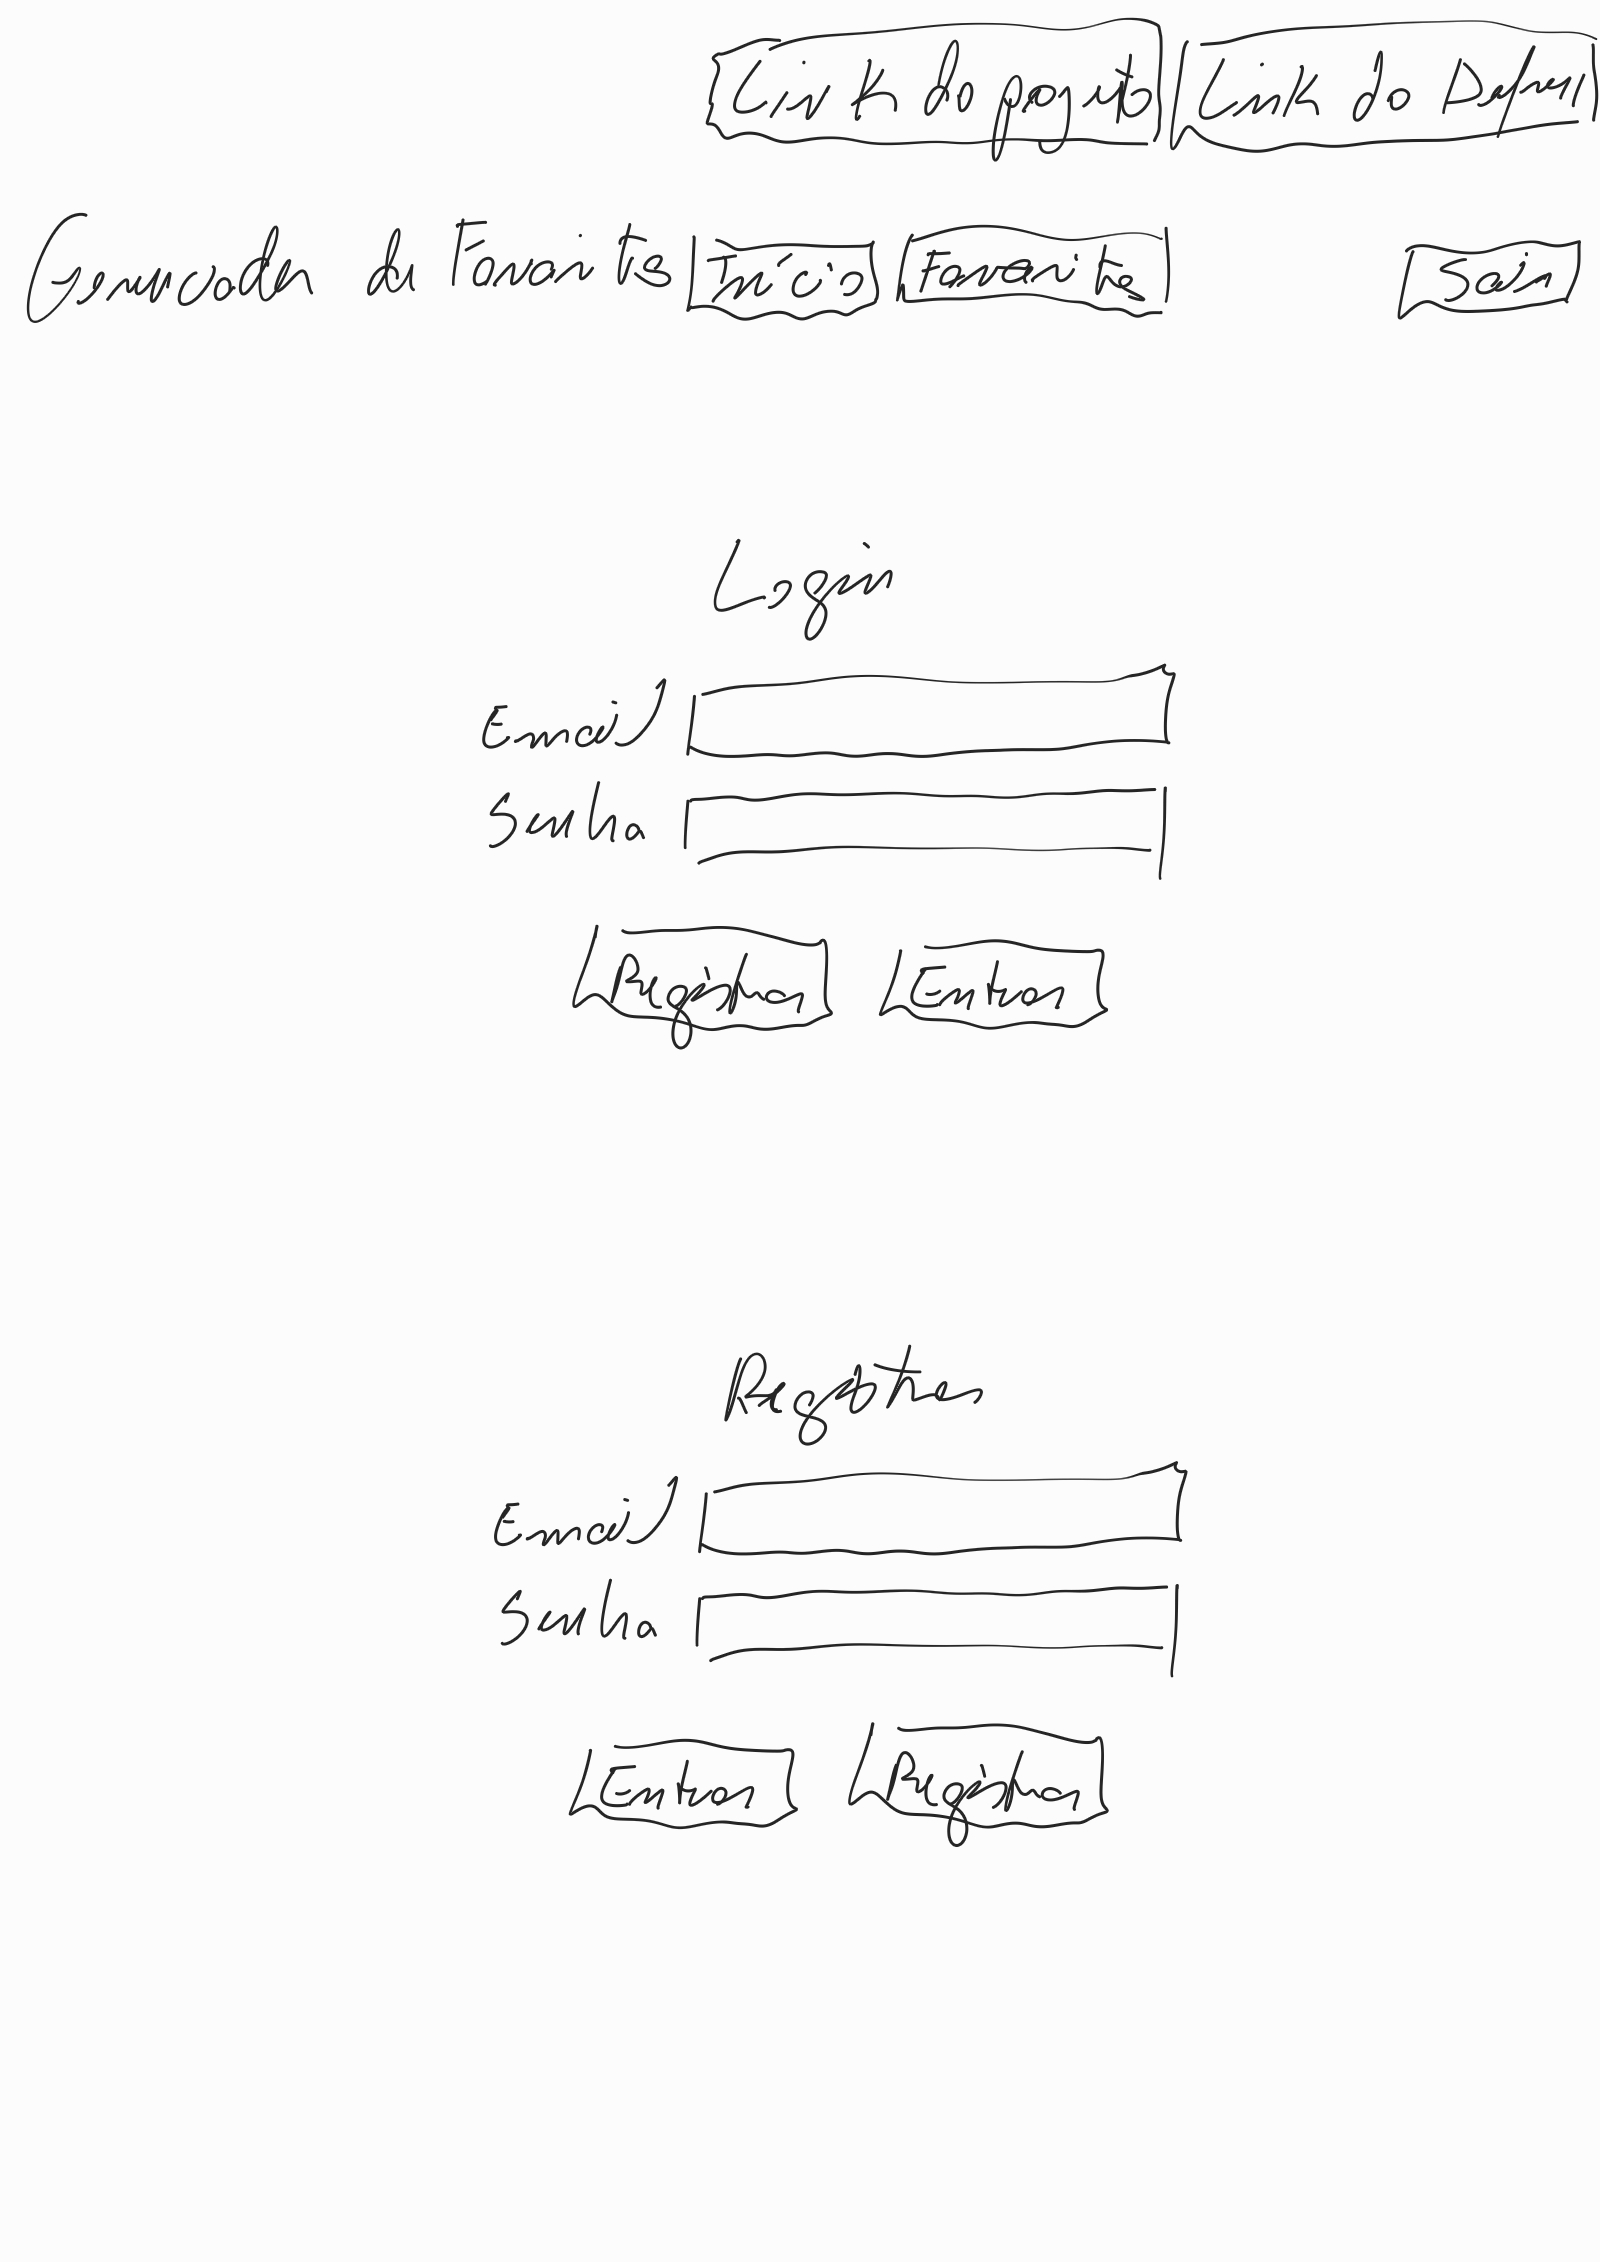 Link do projeto Link do Deforul
Gerenciador de Favoritos Início Favoritos Sair
Login
Email
Senha
Registrar Entrar
Registrar
Email
Senha
Entrar Registrar